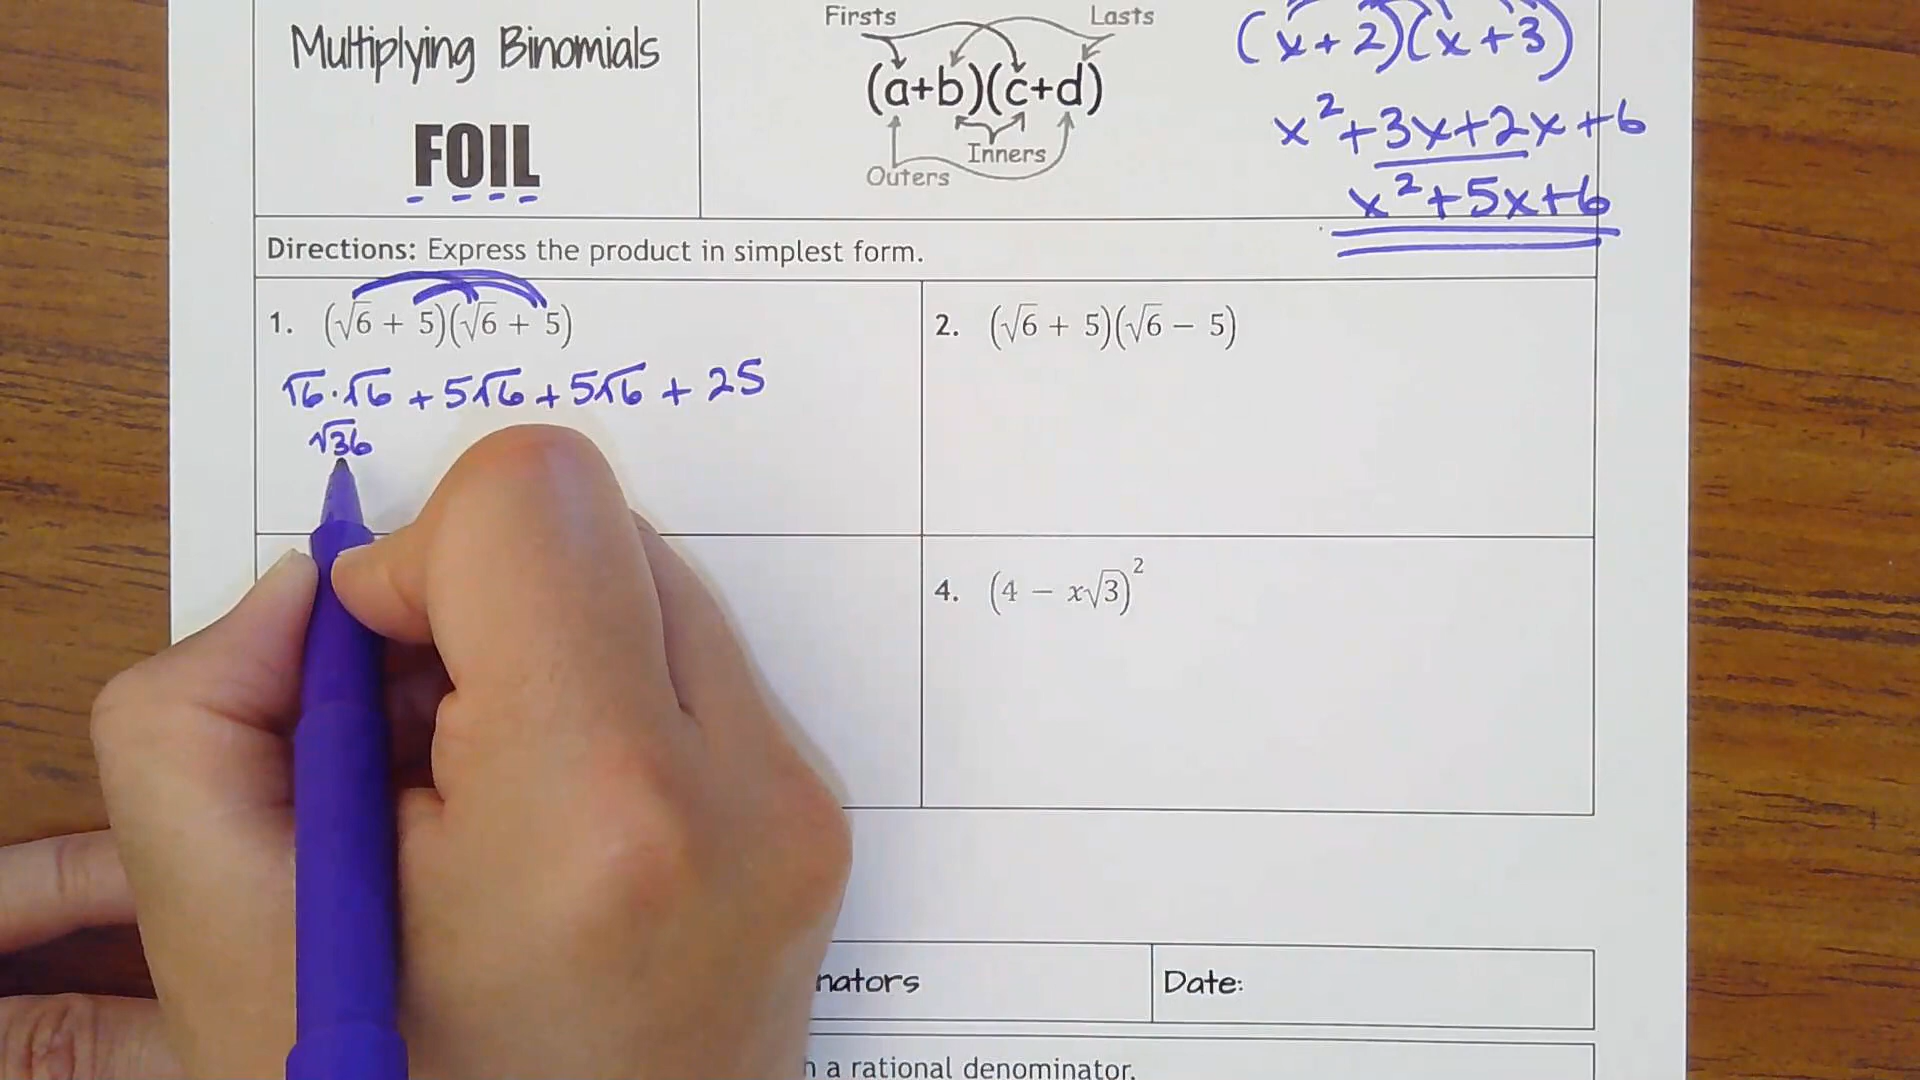 Multiplying Binomials
FOIL
Firsts
Lasts
(a+b)(c+d)
Inners
Outers
(x+2)(x+3)
x²+3x+2x+6
x²+5x+6
Directions: Express the product in simplest form.
1. (√6 + 5)(√6 + 5)
√6·√6 + 5√6 + 5√6 + 25
√36
2. (√6 + 5)(√6 − 5)
4. (4 − x√3)²
Date:
a rational denominator.